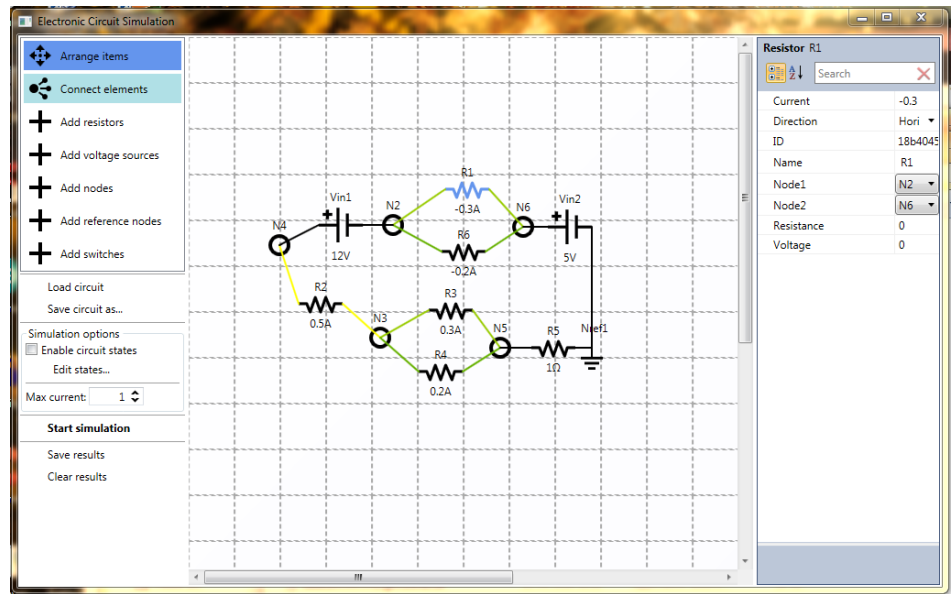 Electronic Circuit Simulation
Arrange items
Connect elements
Add resistors
Add voltage sources
Add nodes
Add reference nodes
Add switches
Load circuit
Save circuit as...
Simulation options
Enable circuit states
Edit states...
Max current: 1
Start simulation
Save results
Clear results
R1
-0.3A
Vin1
N2
N6
Vin2
N4
R6
12V
5V
-0.2A
R2
R3
0.5A
N3
0.3A
N5
R5
Nref1
R4
1Ω
0.2A
Resistor R1
A
Z
Search
Current -0.3
Direction Hori
ID 18b4045
Name R1
Node1 N2
Node2 N6
Resistance 0
Voltage 0